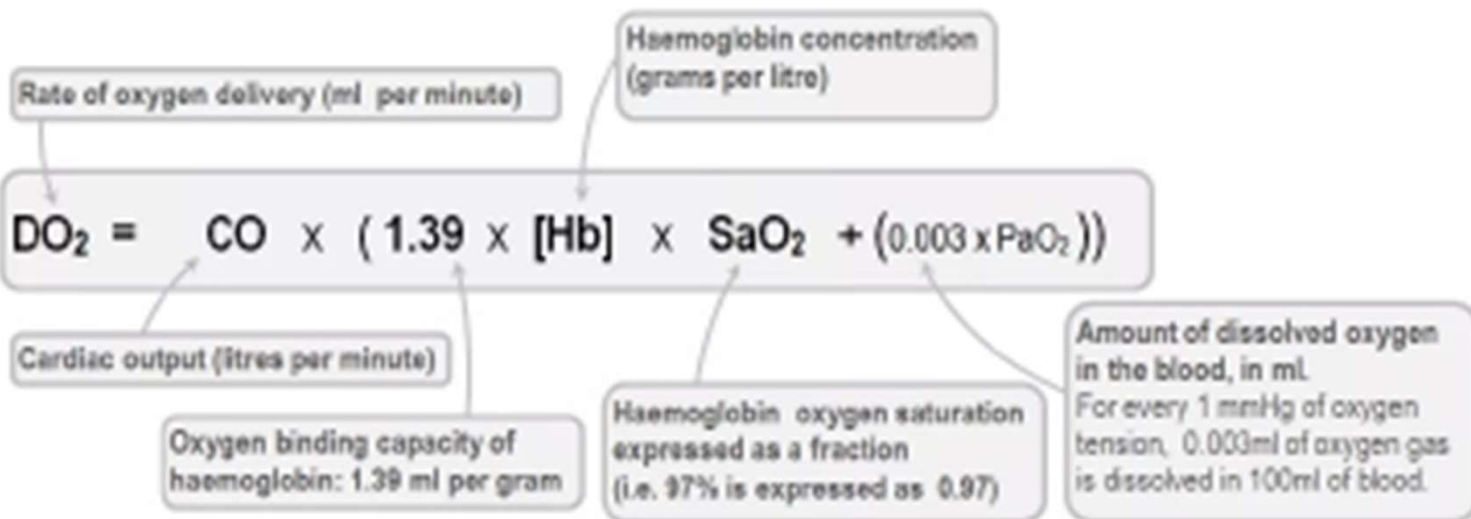 Haemoglobin concentration
(grams per litre)
Rate of oxygen delivery (ml per minute)
DO₂ = CO x ( 1.39 x [Hb] x SaO₂ + (0.003 x PaO₂ ))
Cardiac output (litres per minute)
Oxygen binding capacity of
haemoglobin: 1.39 ml per gram
Haemoglobin oxygen saturation
expressed as a fraction
(i.e. 97% is expressed as 0.97)
Amount of dissolved oxygen
in the blood, in ml.
For every 1 mmHg of oxygen
tension, 0.003ml of oxygen gas
is dissolved in 100ml of blood.